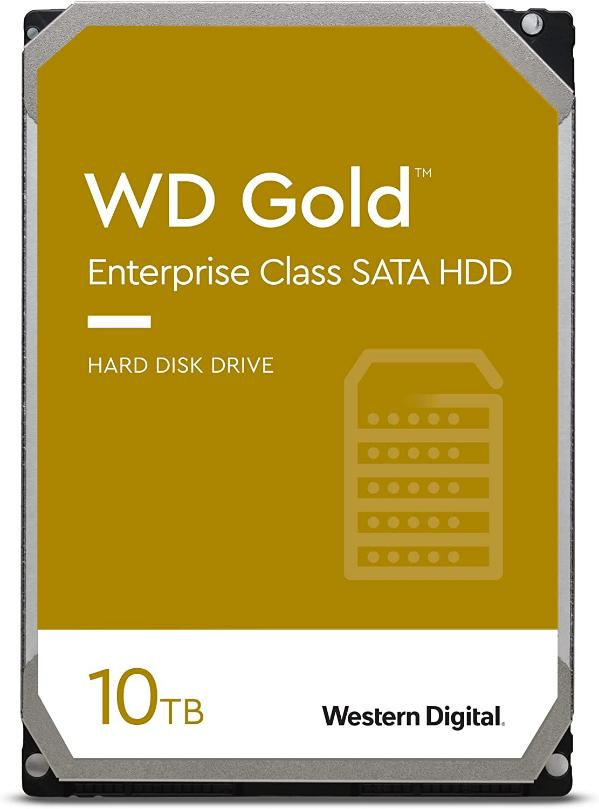 WD Gold™
Enterprise Class SATA HDD
HARD DISK DRIVE
10TB
Western Digital.